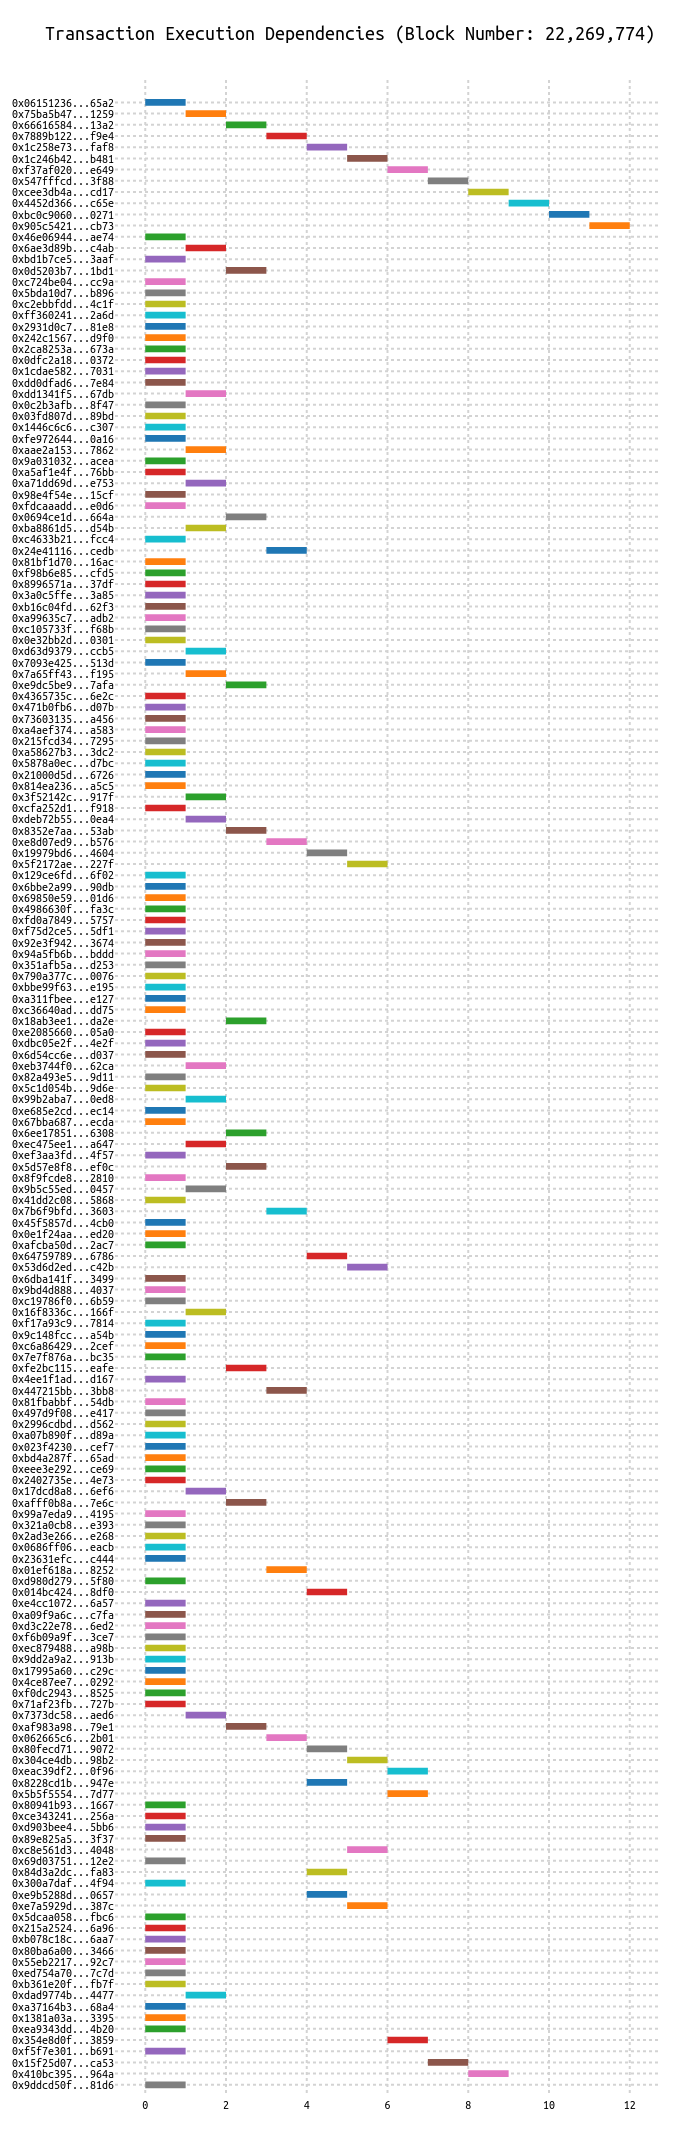 Transaction Execution Dependencies (Block Number: 22,269,774)
0x06151236...65a2
0x75ba5b47...1259
0x66616584...13a2
0x7889b122...f9e4
0x1c258e73...faf8
0x1c246b42...b481
0xf37af020...e649
0x547fffcd...3f88
0xcee3db4a...cd17
0x4452d366...c65e
0xbc0c9060...0271
0x905c5421...cb73
0x46e06944...ae74
0x6ae3d89b...c4ab
0xbd1b7ce5...3aaf
0x0d5203b7...1bd1
0xc724be04...cc9a
0x5bda10d7...b896
0xc2ebbfdd...4c1f
0xff360241...2a6d
0x2931d0c7...81e8
0x242c1567...d9f0
0x2ca8253a...673a
0x0dfc2a18...0372
0x1cdae582...7031
0xdd0dfad6...7e84
0xdd1341f5...67db
0x0c2b3afb...8f47
0x03fd807d...89bd
0x1446c6c6...c307
0xfe972644...0a16
0xaae2a153...7862
0x9a031032...acea
0xa5af1e4f...76bb
0xa71dd69d...e753
0x98e4f54e...15cf
0xfdcaaadd...e0d6
0x0694ce1d...664a
0xba8861d5...d54b
0xc4633b21...fcc4
0x24e41116...cedb
0x81bf1d70...16ac
0xf98b6e85...cfd5
0x8996571a...37df
0x3a0c5ffe...3a85
0xb16c04fd...62f3
0xa99635c7...adb2
0xc105733f...f68b
0x0e32bb2d...0301
0xd63d9379...ccb5
0x7093e425...513d
0x7a65ff43...f195
0xe9dc5be9...7afa
0x4365735c...6e2c
0x471b0fb6...d07b
0x73603135...a456
0xa4aef374...a583
0x215fcd34...7295
0xa58627b3...3dc2
0x5878a0ec...d7bc
0x21000d5d...6726
0x814ea236...a5c5
0x3f52142c...917f
0xcfa252d1...f918
0xdeb72b55...0ea4
0x8352e7aa...53ab
0xe8d07ed9...b576
0x19979bd6...4604
0x5f2172ae...227f
0x129ce6fd...6f02
0x6bbe2a99...90db
0x69850e59...01d6
0x4986630f...fa3c
0xfd0a7849...5757
0xf75d2ce5...5df1
0x92e3f942...3674
0x94a5fb6b...bddd
0x351afb5a...d253
0x790a377c...0076
0xbbe99f63...e195
0xa311fbee...e127
0xc36640ad...dd75
0x18ab3ee1...da2e
0xe2085660...05a0
0xdbc05e2f...4e2f
0x6d54cc6e...d037
0xeb3744f0...62ca
0x82a493e5...9d11
0x5c1d054b...9d6e
0x99b2aba7...0ed8
0xe685e2cd...ec14
0x67bba687...ecda
0x6ee17851...6308
0xec475ee1...a647
0xef3aa3fd...4f57
0x5d57e8f8...ef0c
0x8f9fcde8...2810
0x9b5c55ed...0457
0x41dd2c08...5868
0x7b6f9bfd...3603
0x45f5857d...4cb0
0x0e1f24aa...ed20
0xafcba50d...2ac7
0x64759789...6786
0x53d6d2ed...c42b
0x6dba141f...3499
0x9bd4d888...4037
0xc19786f0...6b59
0x16f8336c...166f
0xf17a93c9...7814
0x9c148fcc...a54b
0xc6a86429...2cef
0x7e7f876a...bc35
0xfe2bc115...eafe
0x4ee1f1ad...d167
0x447215bb...3bb8
0x81fbabbf...54db
0x497d9f08...e417
0x2996cdbd...d562
0xa07b890f...d89a
0x023f4230...cef7
0xbd4a287f...65ad
0xeee3e292...ce69
0x2402735e...4e73
0x17dcd8a8...6ef6
0xafff0b8a...7e6c
0x99a7eda9...4195
0x321a0cb8...e393
0x2ad3e266...e268
0x0686ff06...eacb
0x23631efc...c444
0x01ef618a...8252
0xd980d279...5f80
0x014bc424...8df0
0xe4cc1072...6a57
0xa09f9a6c...c7fa
0xd3c22e78...6ed2
0xf6b09a9f...3ce7
0xec879488...a98b
0x9dd2a9a2...913b
0x17995a60...c29c
0x4ce87ee7...0292
0xf0dc2943...8525
0x71af23fb...727b
0x7373dc58...aed6
0xaf983a98...79e1
0x062665c6...2b01
0x80fecd71...9072
0x304ce4db...98b2
0xeac39df2...0f96
0x8228cd1b...947e
0x5b5f5554...7d77
0x80941b93...1667
0xce343241...256a
0xd903bee4...5bb6
0x89e825a5...3f37
0xc8e561d3...4048
0x69d03751...12e2
0x84d3a2dc...fa83
0x300a7daf...4f94
0xe9b5288d...0657
0xe7a5929d...387c
0x5dcaa058...fbc6
0x215a2524...6a96
0xb078c18c...6aa7
0x80ba6a00...3466
0x55eb2217...92c7
0xed754a70...7c7d
0xb361e20f...fb7f
0xdad9774b...4477
0xa37164b3...68a4
0x1381a03a...3395
0xea9343dd...4b20
0x354e8d0f...3859
0xf5f7e301...b691
0x15f25d07...ca53
0x410bc395...964a
0x9ddcd50f...81d6
0 2 4 6 8 10 12